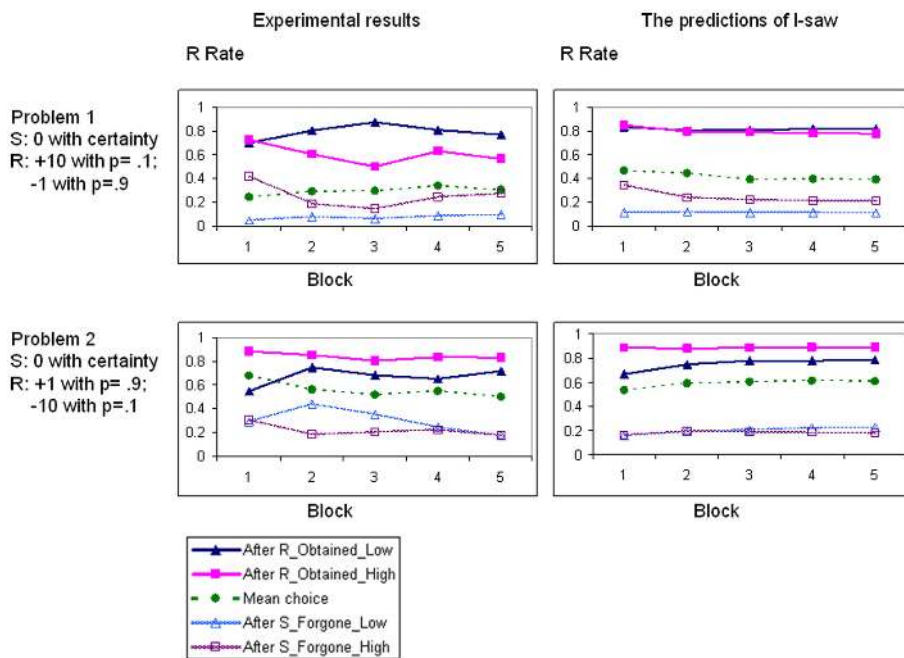 Experimental results
The predictions of I-saw
R Rate
R Rate
Problem 1
S: 0 with certainty
R: +10 with p= .1;
-1 with p=.9
1
0.8
0.6
0.4
0.2
0
1 2 3 4 5
Block
1
0.8
0.6
0.4
0.2
0
1 2 3 4 5
Block
Problem 2
S: 0 with certainty
R: +1 with p= .9;
-10 with p=.1
1
0.8
0.6
0.4
0.2
0
1 2 3 4 5
Block
1
0.8
0.6
0.4
0.2
0
1 2 3 4 5
Block
After R_Obtained_Low
After R_Obtained_High
Mean choice
After S_Forgone_Low
After S_Forgone_High